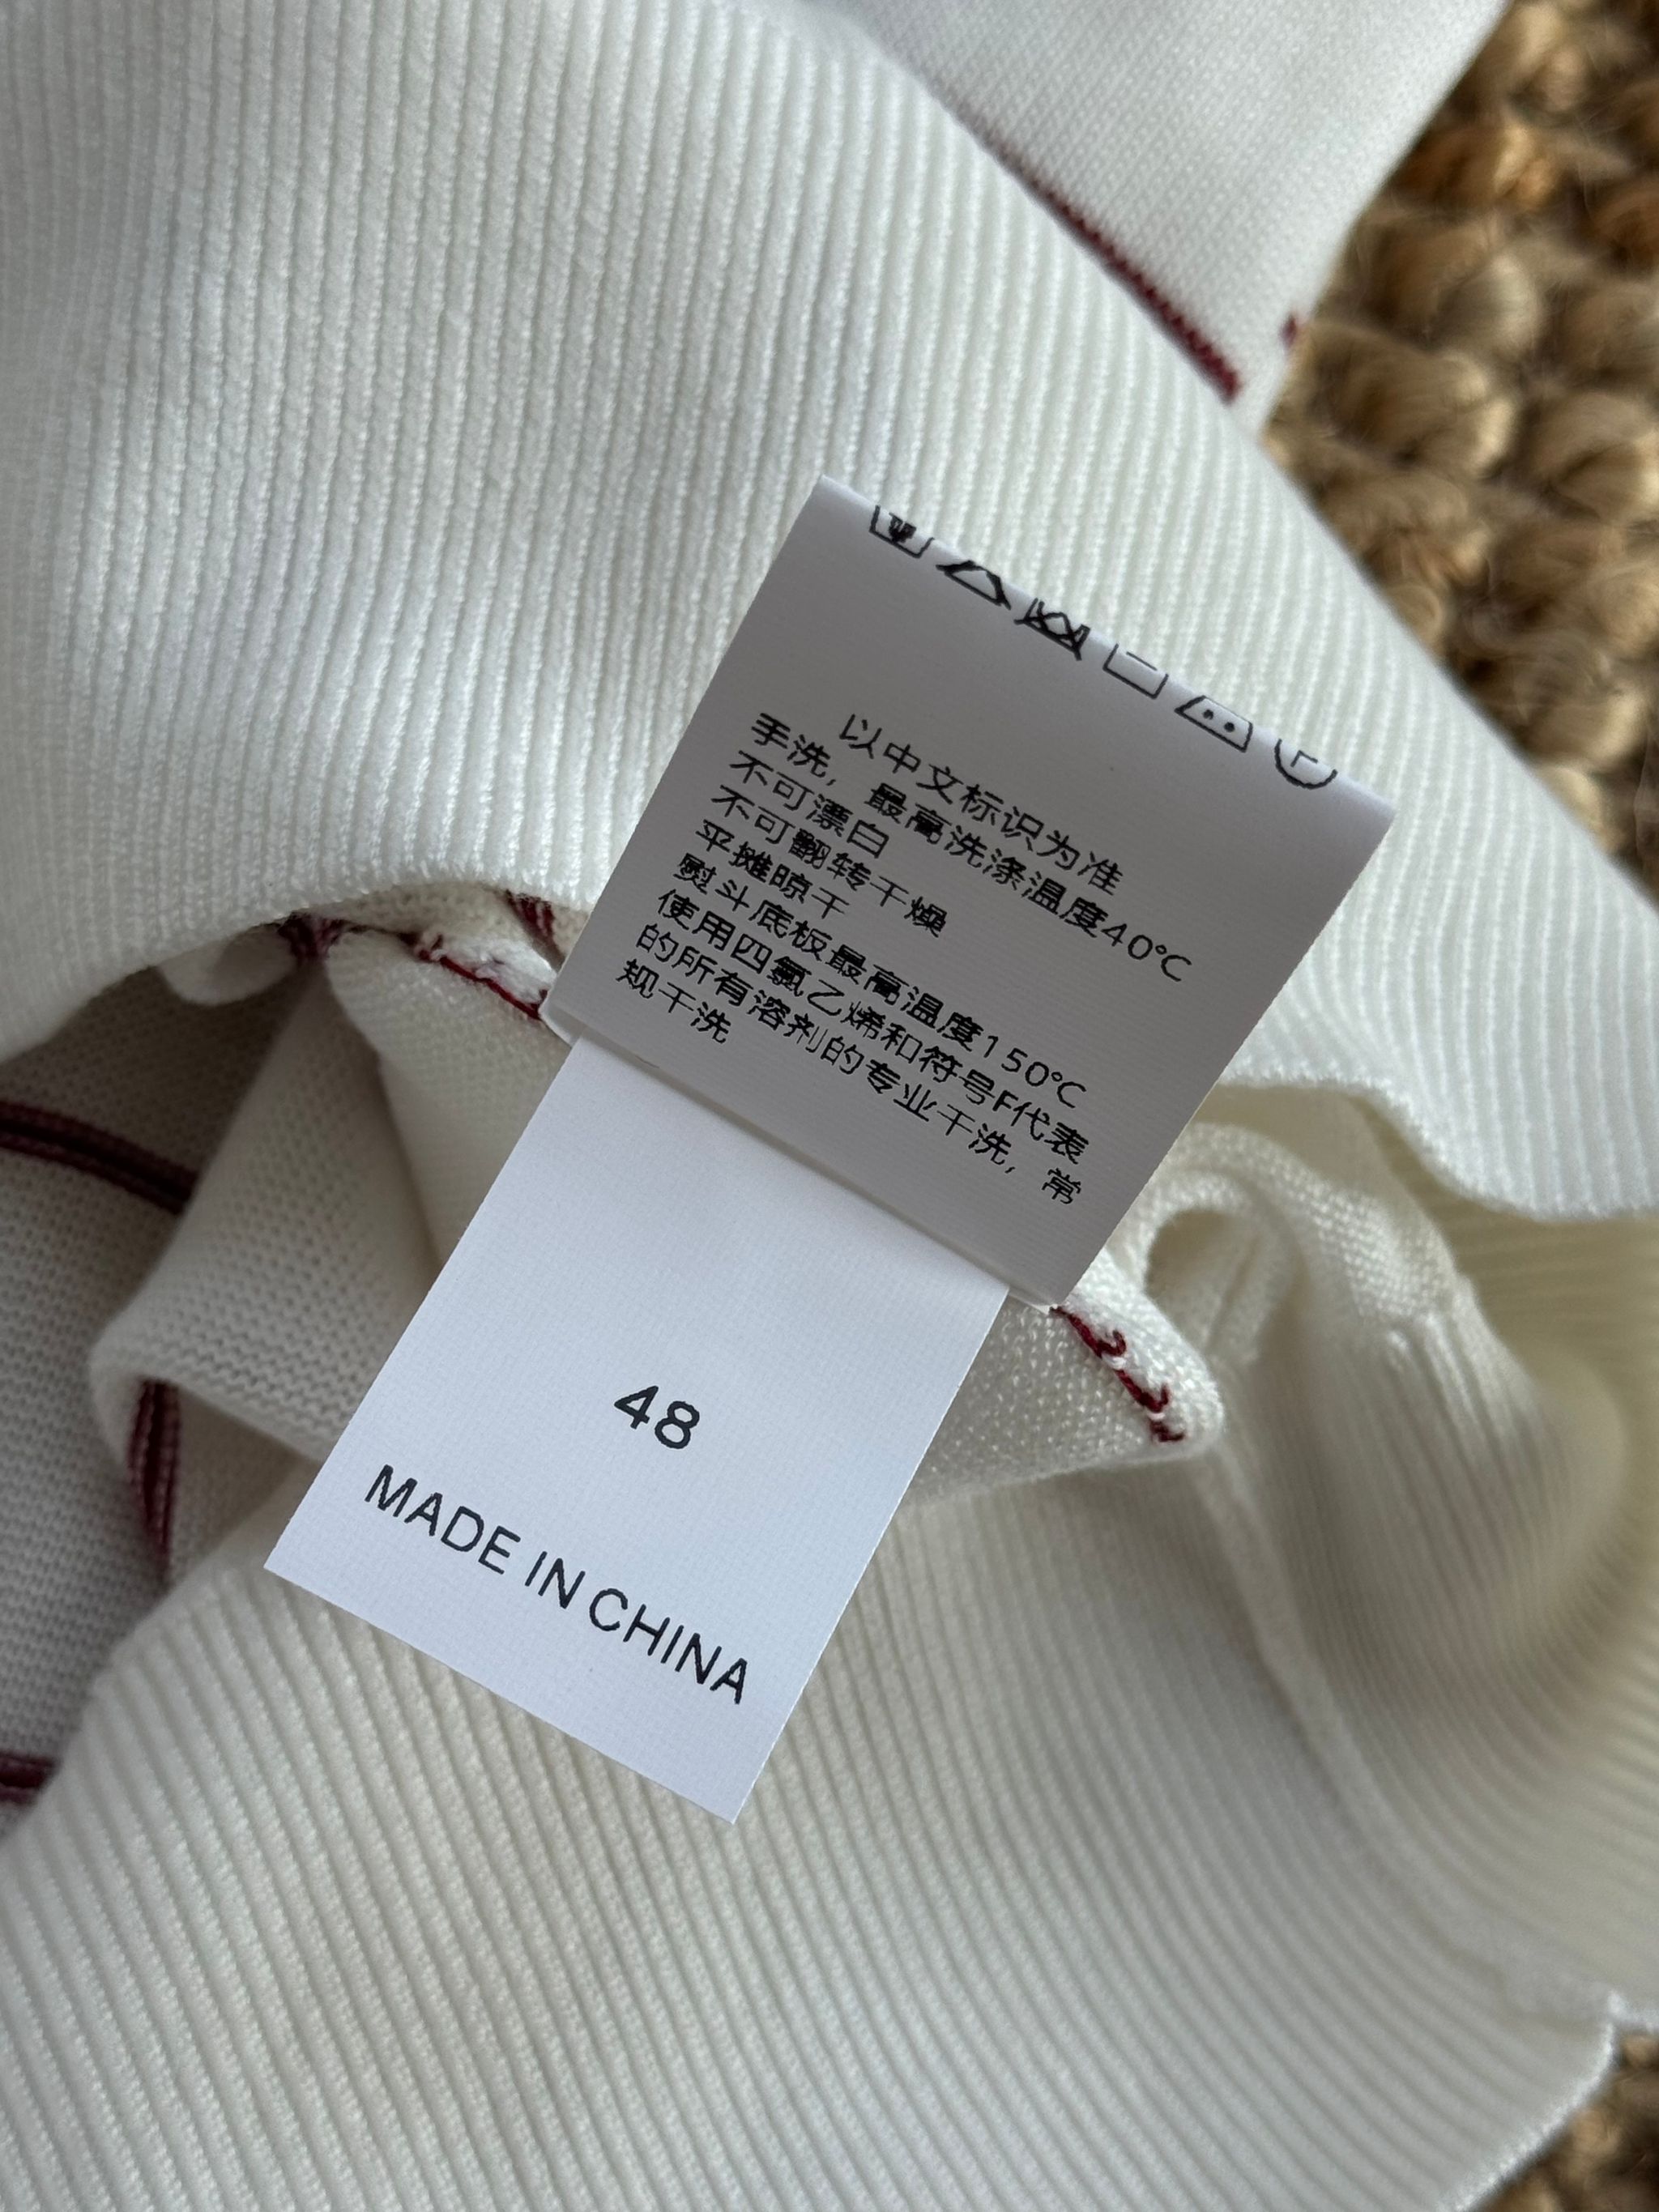 以中文标识为准
手洗，最高洗涤温度40℃
不可漂白
不可翻转干燥
平摊晾干
熨斗底板最高温度150℃
使用四氯乙烯和符号F代表
的所有溶剂的专业干洗，常
规干洗
48
MADE IN CHINA